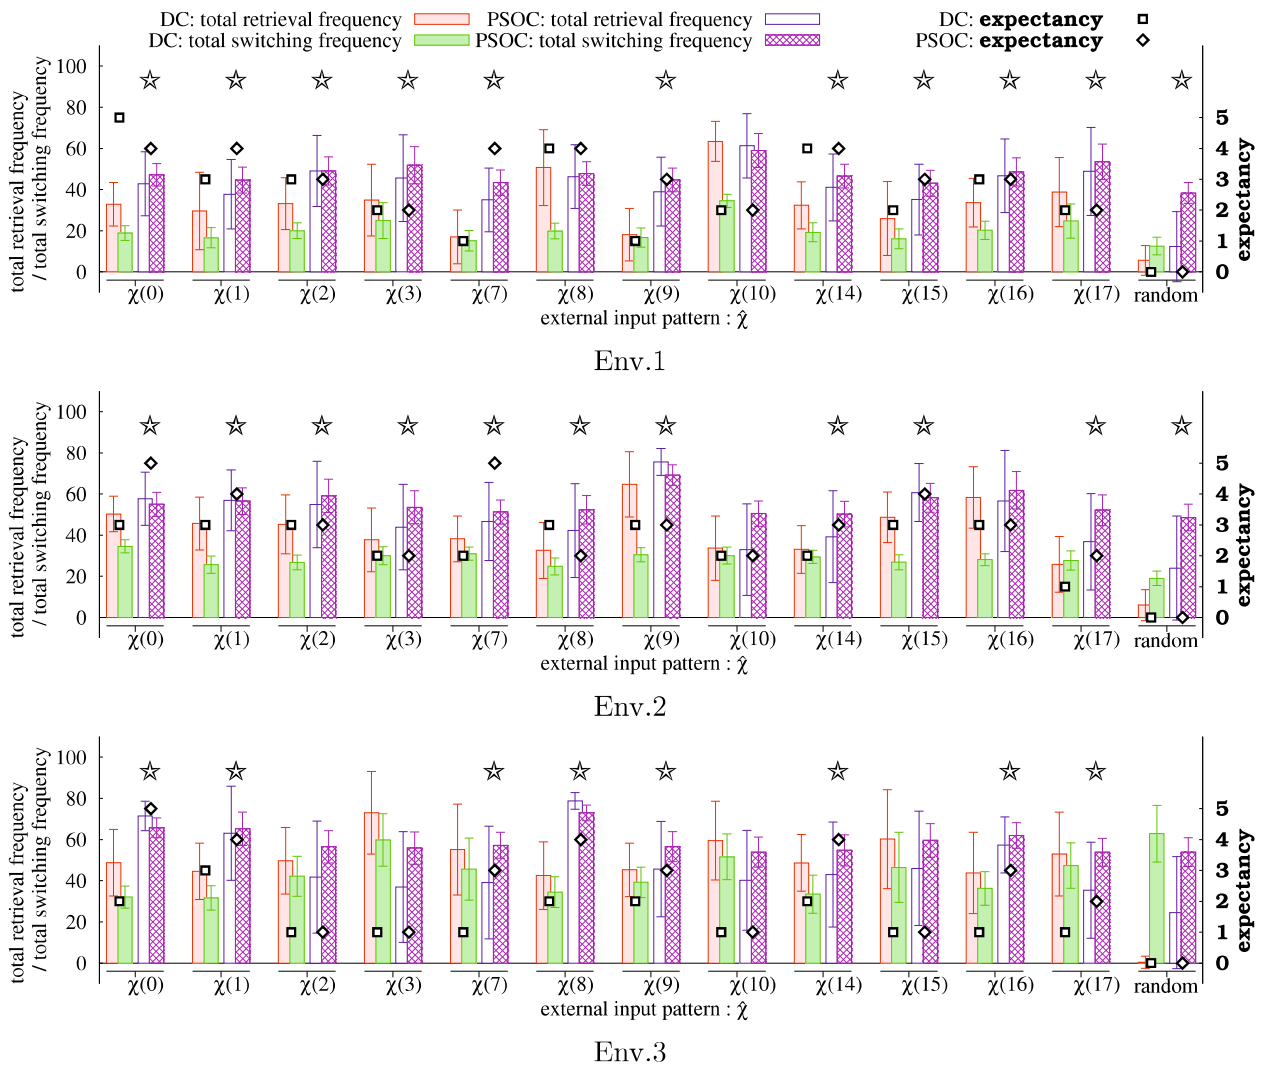 DC: total retrieval frequency PSOC: total retrieval frequency DC: expectancy
DC: total switching frequency PSOC: total switching frequency PSOC: expectancy
total retrieval frequency
/ total switching frequency
100
80
60
40
20
0
5
4
3
2
1
0
expectancy
χ(0) χ(1) χ(2) χ(3) χ(7) χ(8) χ(9) χ(10) χ(14) χ(15) χ(16) χ(17) random
external input pattern : χ̂
Env.1
total retrieval frequency
/ total switching frequency
100
80
60
40
20
0
5
4
3
2
1
0
expectancy
χ(0) χ(1) χ(2) χ(3) χ(7) χ(8) χ(9) χ(10) χ(14) χ(15) χ(16) χ(17) random
external input pattern : χ̂
Env.2
total retrieval frequency
/ total switching frequency
100
80
60
40
20
0
5
4
3
2
1
0
expectancy
χ(0) χ(1) χ(2) χ(3) χ(7) χ(8) χ(9) χ(10) χ(14) χ(15) χ(16) χ(17) random
external input pattern : χ̂
Env.3